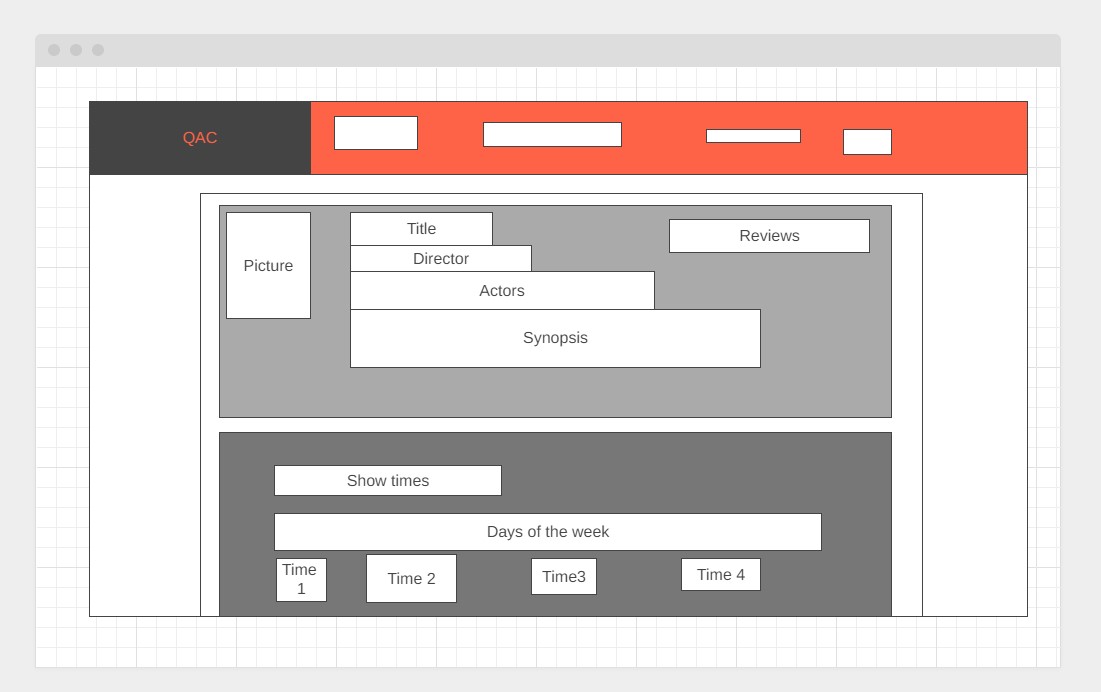 QAC
Picture
Title
Director
Actors
Synopsis
Reviews
Show times
Days of the week
Time
1
Time 2
Time3
Time 4